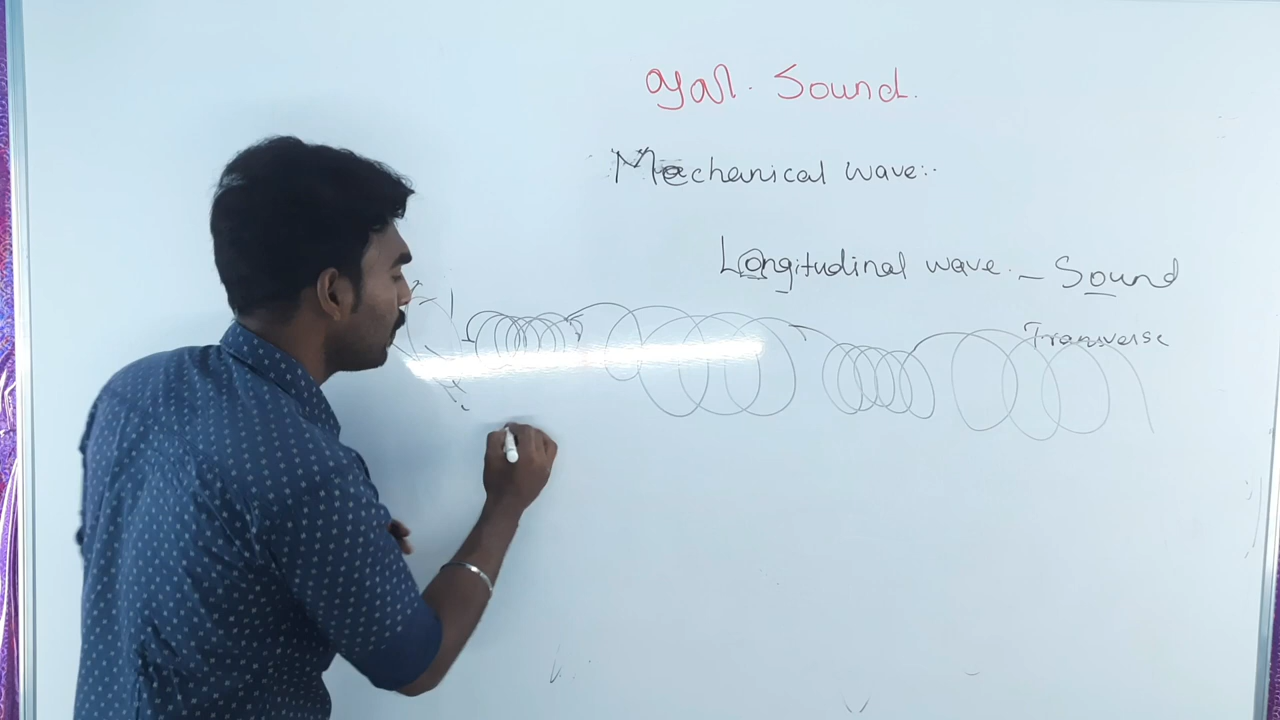 ஒலி. Sound.
Mechanical wave:-
Longitudinal wave. - Sound
Transverse